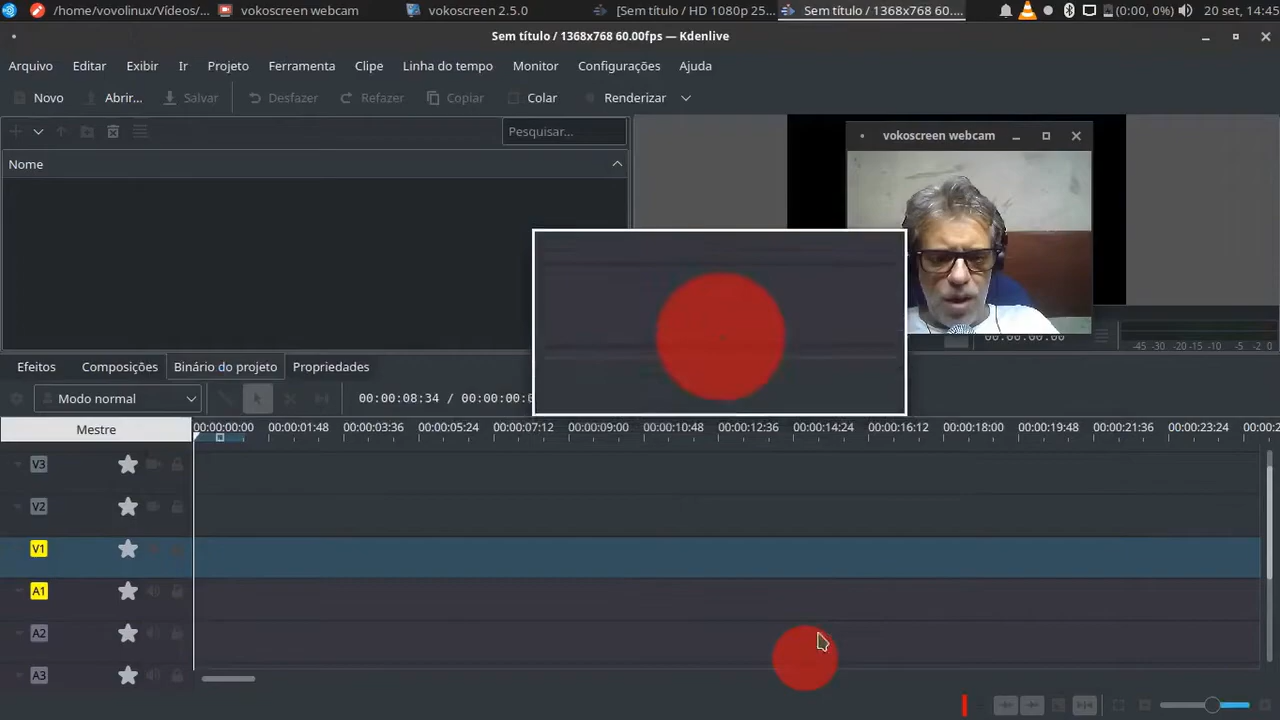 /home/vovolinux/Vídeos/... vokoscreen webcam vokoscreen 2.5.0 [Sem título / HD 1080p 25... Sem título / 1368x768 60.... (0:00, 0%) 20 set, 14:45
Sem título / 1368x768 60.00fps — Kdenlive
Arquivo Editar Exibir Ir Projeto Ferramenta Clipe Linha do tempo Monitor Configurações Ajuda
Novo Abrir... Salvar Desfazer Refazer Copiar Colar Renderizar
Pesquisar...
vokoscreen webcam
Nome
00:00:00:00
-45 -30 -20 -15 -10 -5 -2 0
Efeitos Composições Binário do projeto Propriedades
Modo normal 00:00:08:34 / 00:00:00:0
Mestre 00:00:00:00 00:00:01:48 00:00:03:36 00:00:05:24 00:00:07:12 00:00:09:00 00:00:10:48 00:00:12:36 00:00:14:24 00:00:16:12 00:00:18:00 00:00:19:48 00:00:21:36 00:00:23:24 00:00:2
V3
V2
V1
A1
A2
A3